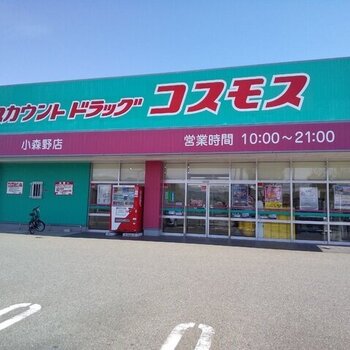 スカウント ドラッグ コスモス
小森野店 営業時間 10:00～21:00